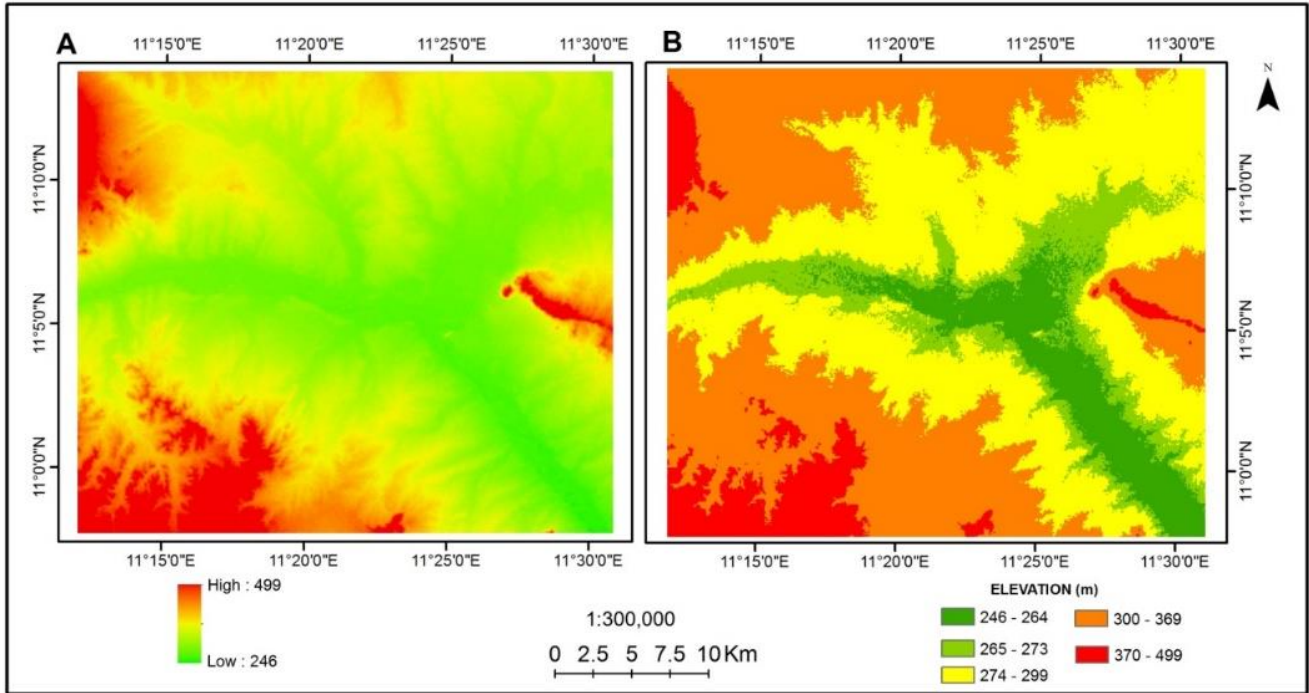 A
11°15'0"E 11°20'0"E 11°25'0"E 11°30'0"E
11°10'0"N
11°5'0"N
11°0'0"N
11°15'0"E 11°20'0"E 11°25'0"E 11°30'0"E
B
11°15'0"E 11°20'0"E 11°25'0"E 11°30'0"E
N
11°10'0"N
11°5'0"N
11°0'0"N
11°15'0"E 11°20'0"E 11°25'0"E 11°30'0"E
High : 499
Low : 246
1:300,000
0 2.5 5 7.5 10 Km
ELEVATION (m)
246 - 264
265 - 273
274 - 299
300 - 369
370 - 499